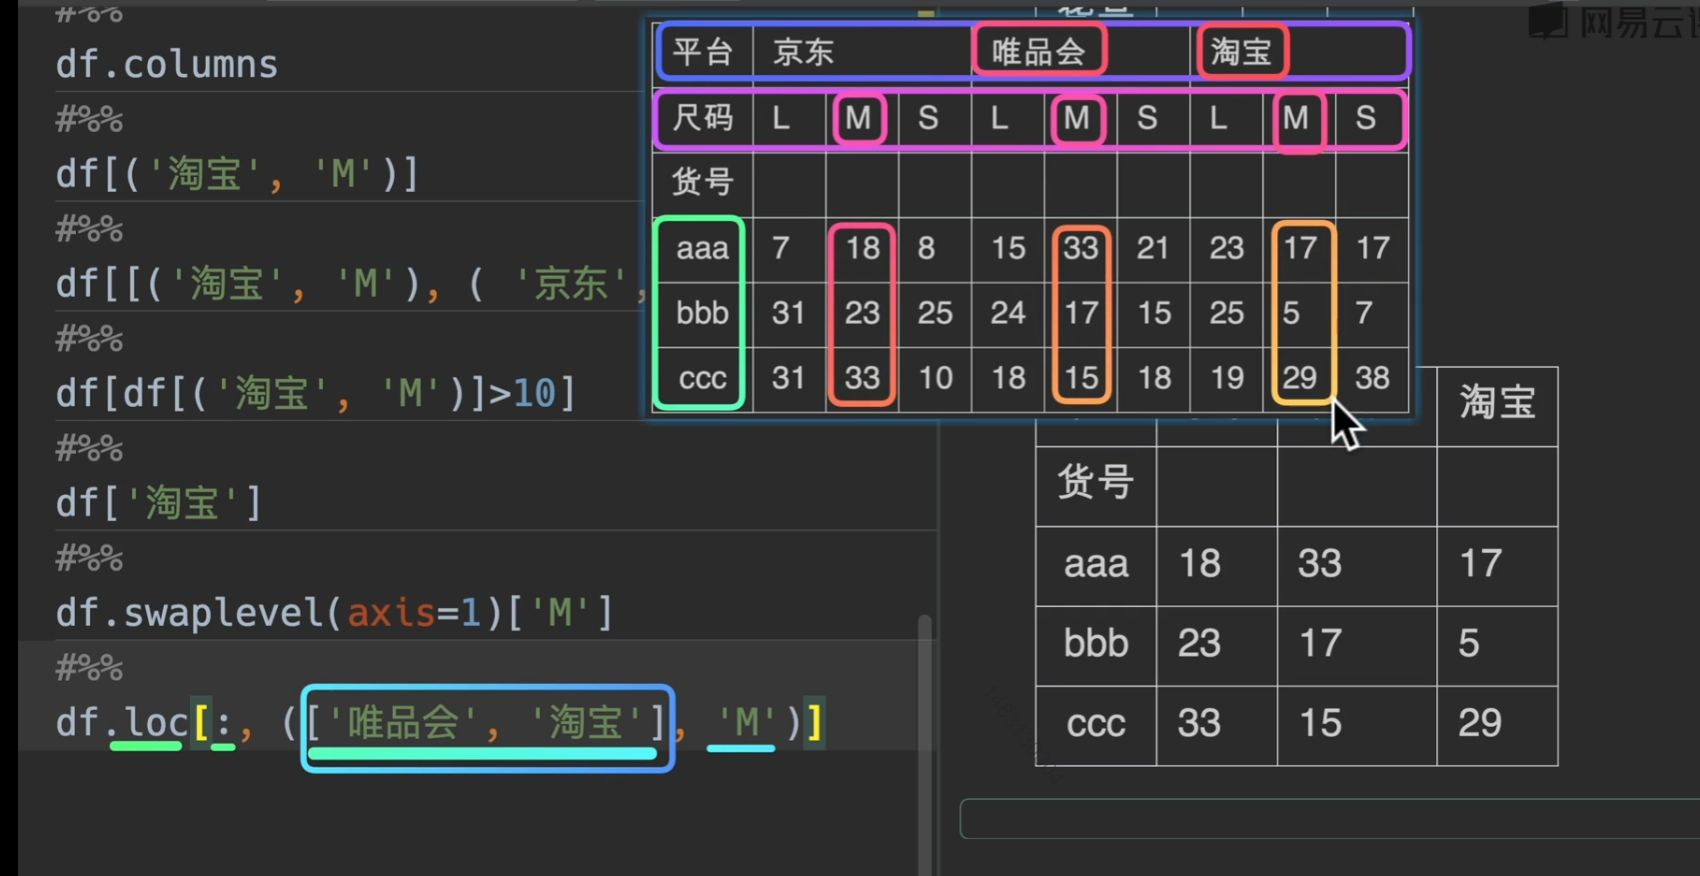 #%%
df.columns
#%%
df[('淘宝', 'M')]
#%%
df[[('淘宝', 'M'), ( '京东',
#%%
df[df[('淘宝', 'M')]>10]
#%%
df['淘宝']
#%%
df.swaplevel(axis=1)['M']
#%%
df.loc[:, (['唯品会', '淘宝'], 'M')]
网易云
平台 京东 唯品会 淘宝
尺码 L M S L M S L M S
货号
aaa 7 18 8 15 33 21 23 17 17
bbb 31 23 25 24 17 15 25 5 7
ccc 31 33 10 18 15 18 19 29 38
淘宝
货号
aaa 18 33 17
bbb 23 17 5
ccc 33 15 29